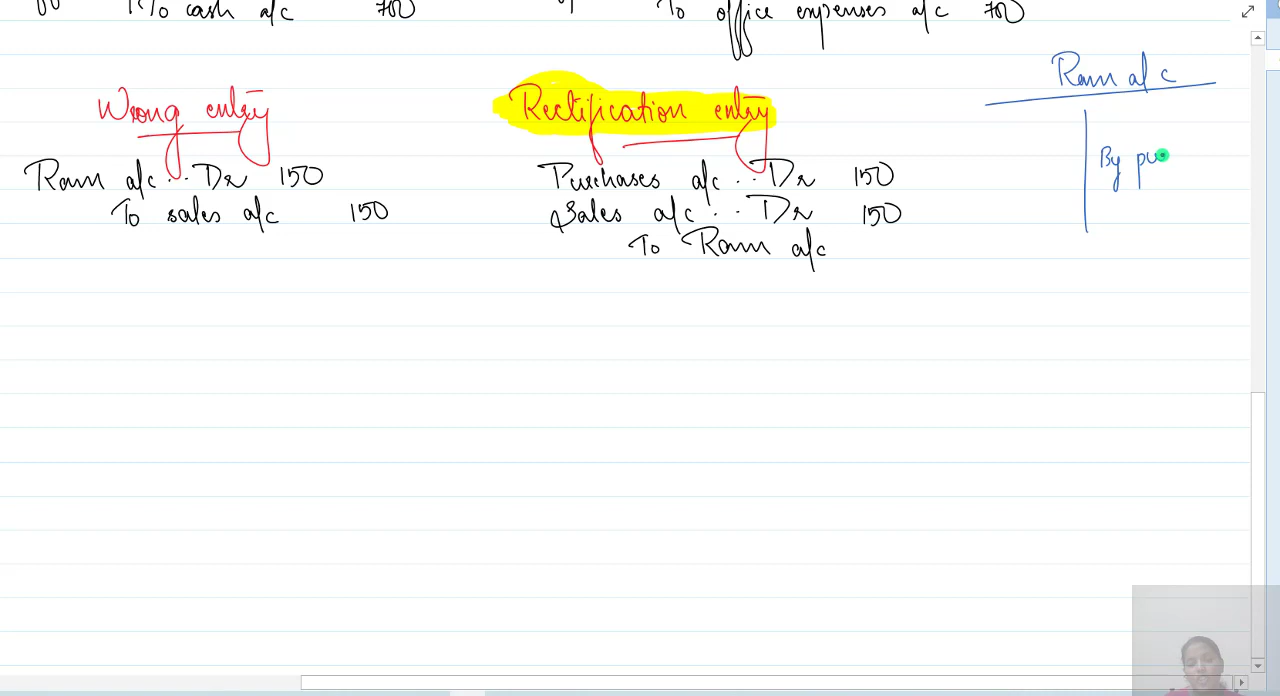 To cash a/c 700
To office expenses a/c 700
Wrong entry
Ram a/c .. Dr 150
To sales a/c 150
Rectification entry
Purchases a/c .. Dr 150
Sales a/c .. Dr 150
To Ram a/c
Ram a/c
By pu